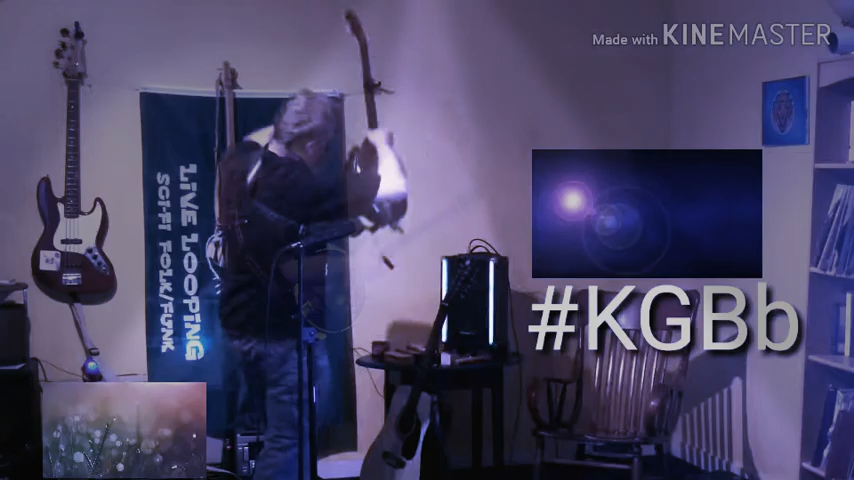 Made with KINEMASTER
LIVE LOOPING
SCI-FI FOLK/FUNK
#KGBb